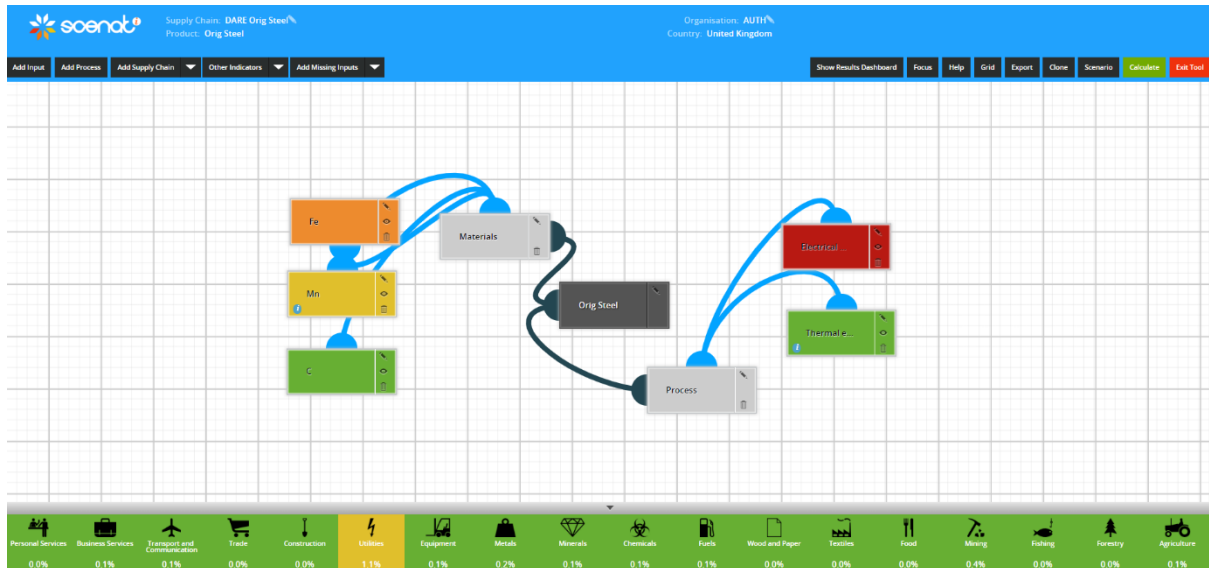 scenat
Supply Chain: DARE Orig Steel
Product: Orig Steel
Organisation: AUTH
Country: United Kingdom
Add Input
Add Process
Add Supply Chain
Other Indicators
Add Missing Inputs
Show Results Dashboard
Focus
Help
Grid
Export
Clone
Scenario
Calculate
Exit Tool
Fe
Materials
Electrical ...
Mn
Orig Steel
Thermal e...
C
Process
Personal Services
0.0%
Business Services
0.1%
Transport and
Communication
0.1%
Trade
0.0%
Construction
0.0%
Utilities
1.1%
Equipment
0.1%
Metals
0.2%
Minerals
0.1%
Chemicals
0.1%
Fuels
0.1%
Wood and Paper
0.0%
Textiles
0.0%
Food
0.0%
Mining
0.4%
Fishing
0.0%
Forestry
0.0%
Agriculture
0.1%